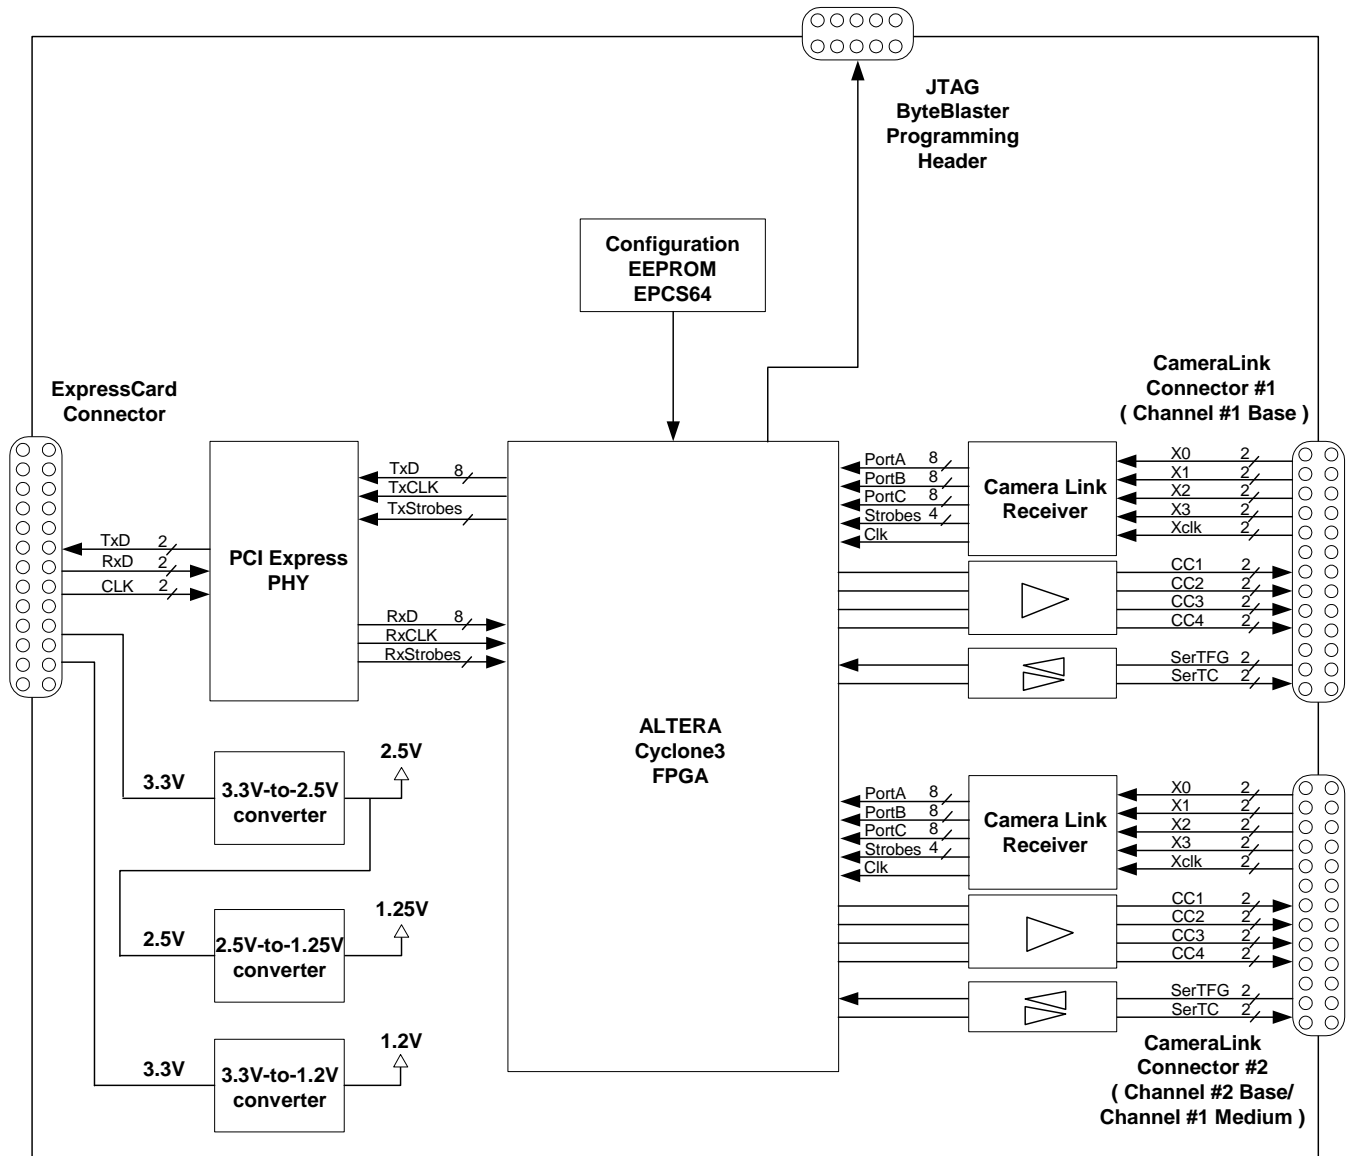 JTAG
ByteBlaster
Programming
Header
Configuration
EEPROM
EPCS64
ExpressCard
Connector
CameraLink
Connector #1
( Channel #1 Base )
TxD 8
TxCLK
TxStrobes
TxD 2
RxD 2
CLK 2
PCI Express
PHY
RxD 8
RxCLK
RxStrobes
ALTERA
Cyclone3
FPGA
PortA 8
PortB 8
PortC 8
Strobes 4
Clk
Camera Link
Receiver
X0 2
X1 2
X2 2
X3 2
Xclk 2
CC1 2
CC2 2
CC3 2
CC4 2
SerTFG 2
SerTC 2
3.3V
3.3V-to-2.5V
converter
2.5V
2.5V
2.5V-to-1.25V
converter
1.25V
3.3V
3.3V-to-1.2V
converter
1.2V
PortA 8
PortB 8
PortC 8
Strobes 4
Clk
Camera Link
Receiver
X0 2
X1 2
X2 2
X3 2
Xclk 2
CC1 2
CC2 2
CC3 2
CC4 2
SerTFG 2
SerTC 2
CameraLink
Connector #2
( Channel #2 Base/
Channel #1 Medium )